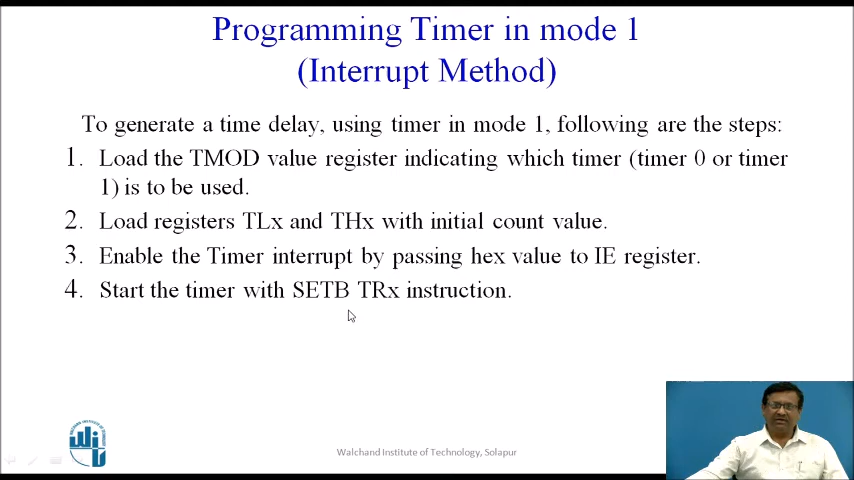 Programming Timer in mode 1
(Interrupt Method)
To generate a time delay, using timer in mode 1, following are the steps:
1. Load the TMOD value register indicating which timer (timer 0 or timer
1) is to be used.
2. Load registers TLx and THx with initial count value.
3. Enable the Timer interrupt by passing hex value to IE register.
4. Start the timer with SETB TRx instruction.
Walchand Institute of Technology, Solapur